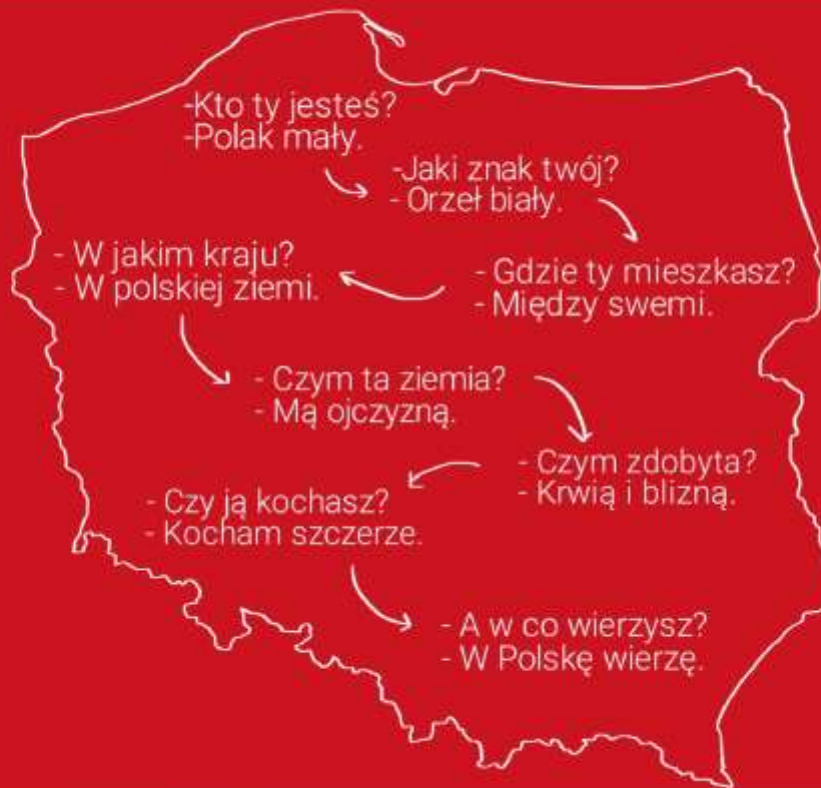 -Kto ty jesteś?
-Polak mały.
-Jaki znak twój?
- Orzeł biały.
- Gdzie ty mieszkasz?
- Między swemi.
- W jakim kraju?
- W polskiej ziemi.
- Czym ta ziemia?
- Mą ojczyzną.
- Czym zdobyta?
- Krwią i blizną.
- Czy ją kochasz?
- Kocham szczerze.
- A w co wierzysz?
- W Polskę wierzę.